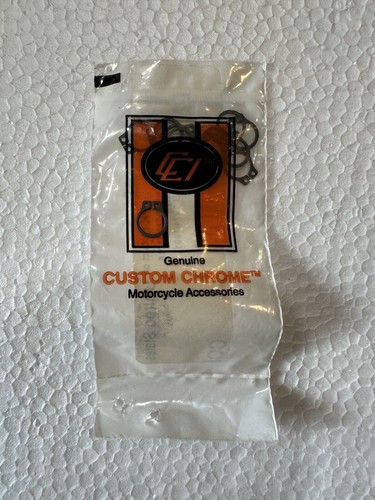 CCI
Genuine
CUSTOM CHROME™
Motorcycle Accessories